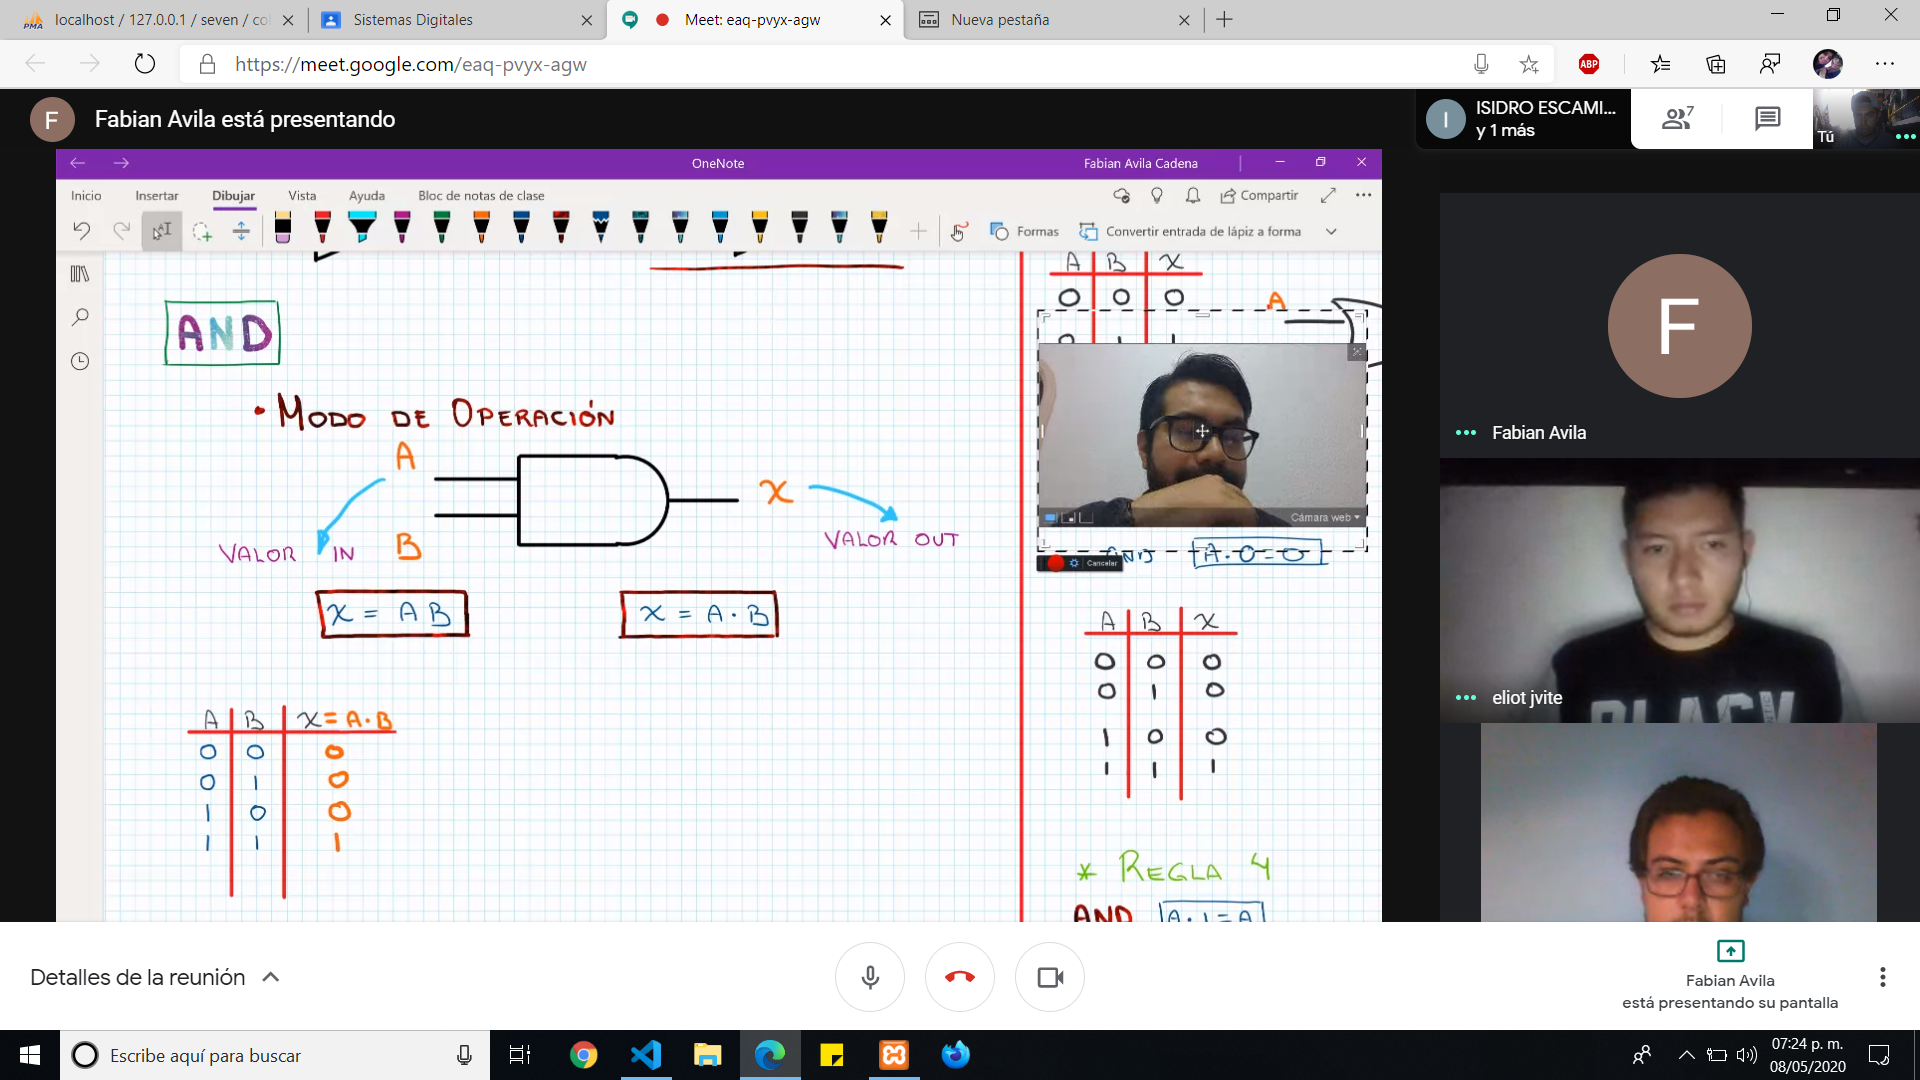 localhost / 127.0.0.1 / seven / co
Sistemas Digitales
Meet: eaq-pvyx-agw
Nueva pestaña
https://meet.google.com/eaq-pvyx-agw
ABP
F
Fabian Avila está presentando
I
ISIDRO ESCAMI...
y 1 más
7
Tú
OneNote
Fabian Avila Cadena
Inicio
Insertar
Dibujar
Vista
Ayuda
Bloc de notas de clase
Compartir
Formas
Convertir entrada de lápiz a forma
AND
• MODO DE OPERACIÓN
A
B
X
VALOR IN
VALOR OUT
X = A B
X = A · B
A B X = A·B
0 0 0
0 1 0
1 0 0
1 1 1
A B X
0 0 0
A
Cámara web
Cancelar
A · 0 = 0
A B X
0 0 0
0 1 0
1 0 0
1 1 1
* REGLA 4
AND A · 1 = A
F
Fabian Avila
eliot jvite
BLACK
Detalles de la reunión
Fabian Avila
está presentando su pantalla
Escribe aquí para buscar
07:24 p. m.
08/05/2020